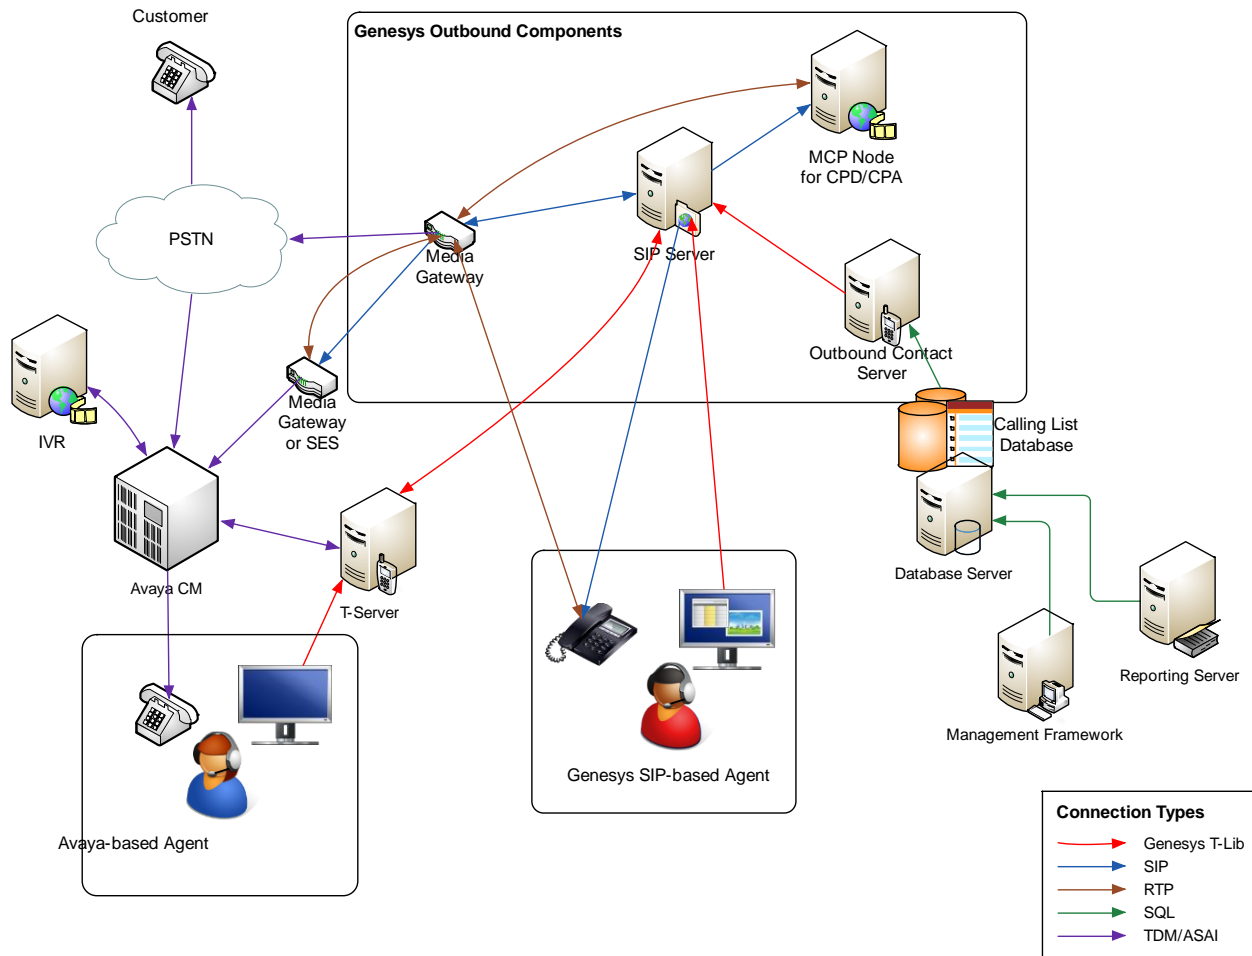 Customer
Genesys Outbound Components
MCP Node
for CPD/CPA
PSTN
Media
Gateway
SIP Server
Outbound Contact
Server
IVR
Media
Gateway
or SES
Calling List
Database
Avaya CM
T-Server
Database Server
Reporting Server
Management Framework
Genesys SIP-based Agent
Avaya-based Agent
Connection Types
Genesys T-Lib
SIP
RTP
SQL
TDM/ASAI